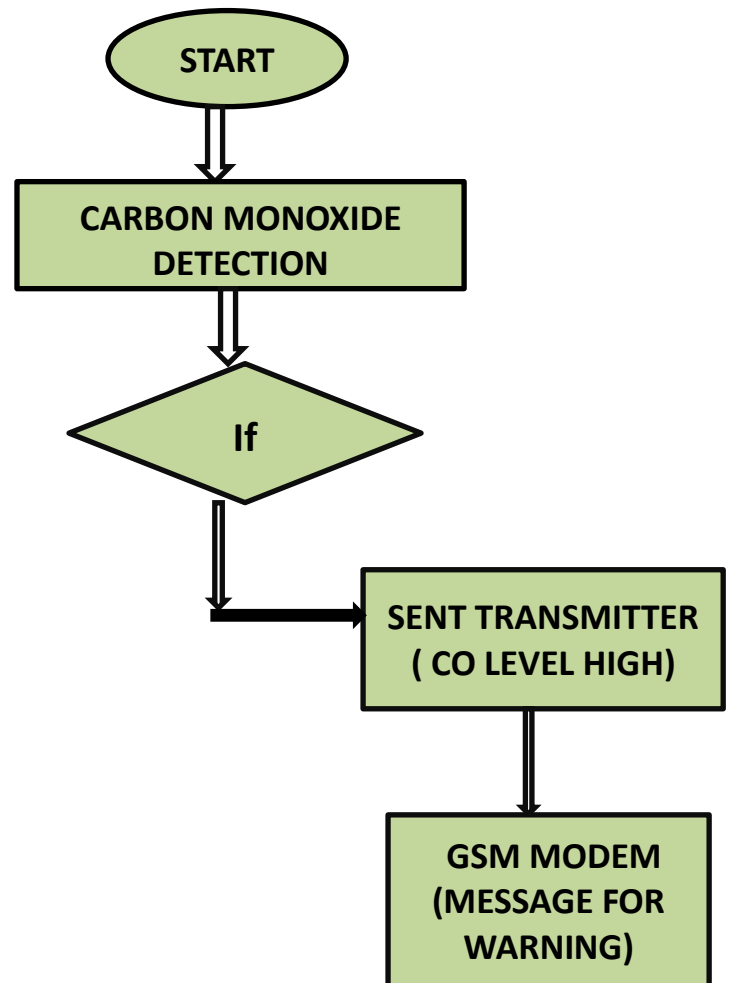 START
CARBON MONOXIDE
DETECTION
If
SENT TRANSMITTER
( CO LEVEL HIGH)
GSM MODEM
(MESSAGE FOR
WARNING)